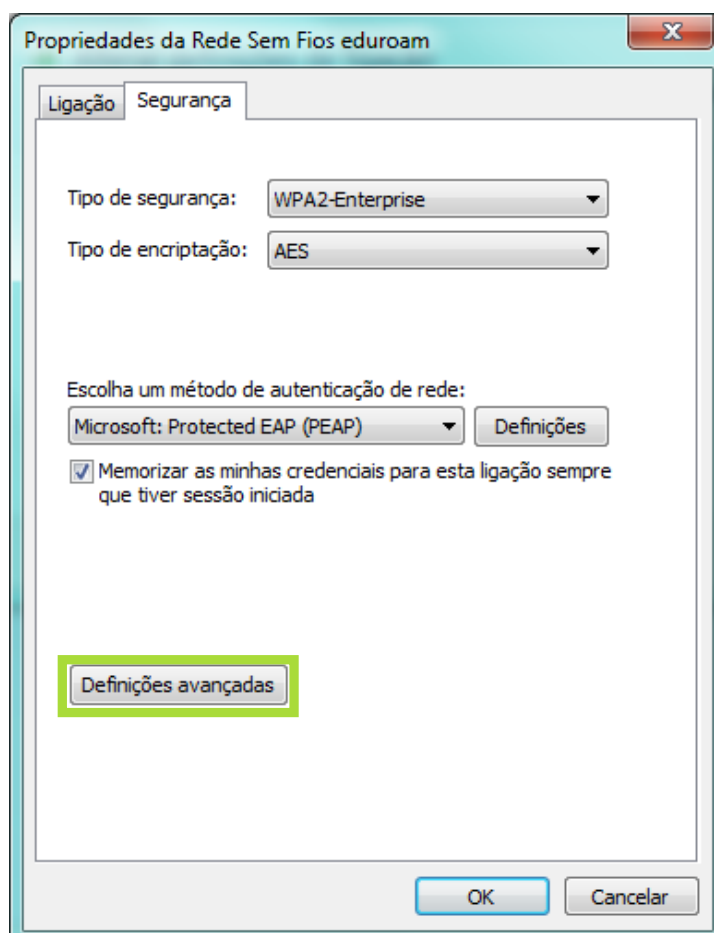 Propriedades da Rede Sem Fios eduroam
Ligação Segurança
Tipo de segurança: WPA2-Enterprise
Tipo de encriptação: AES
Escolha um método de autenticação de rede:
Microsoft: Protected EAP (PEAP) Definições
Memorizar as minhas credenciais para esta ligação sempre
que tiver sessão iniciada
Definições avançadas
OK Cancelar